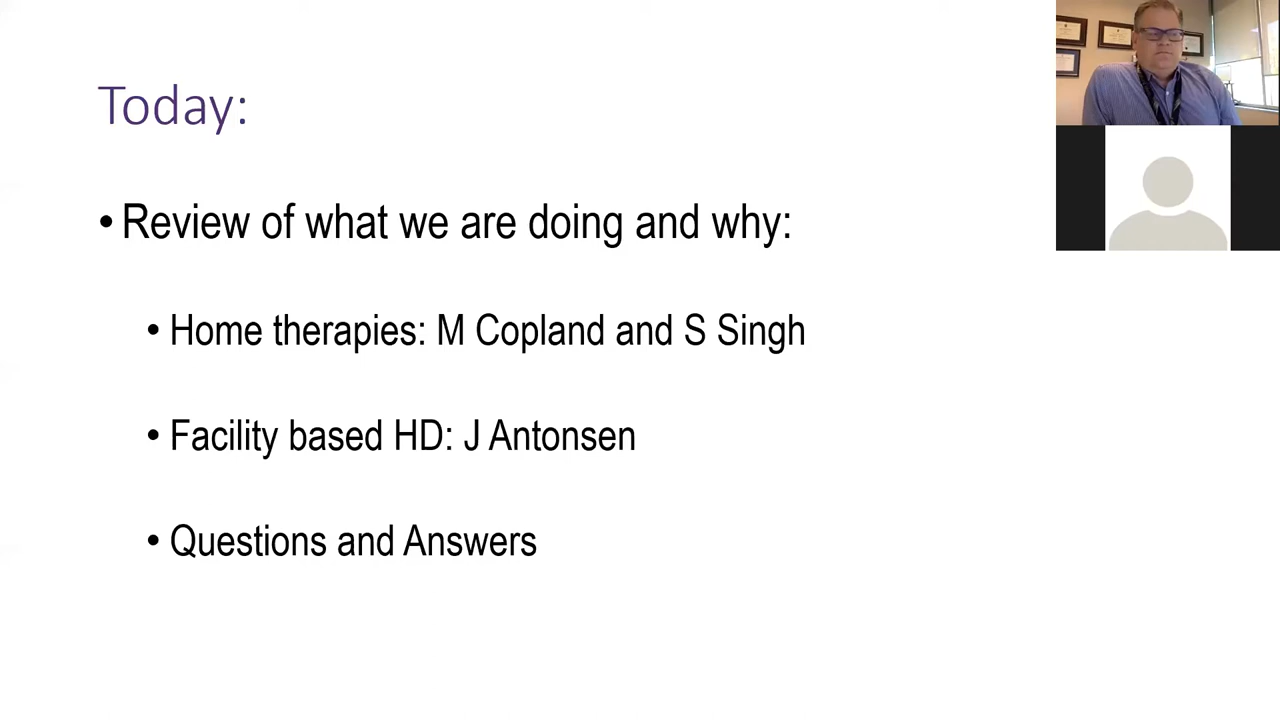 Today:
• Review of what we are doing and why:
• Home therapies: M Copland and S Singh
• Facility based HD: J Antonsen
• Questions and Answers